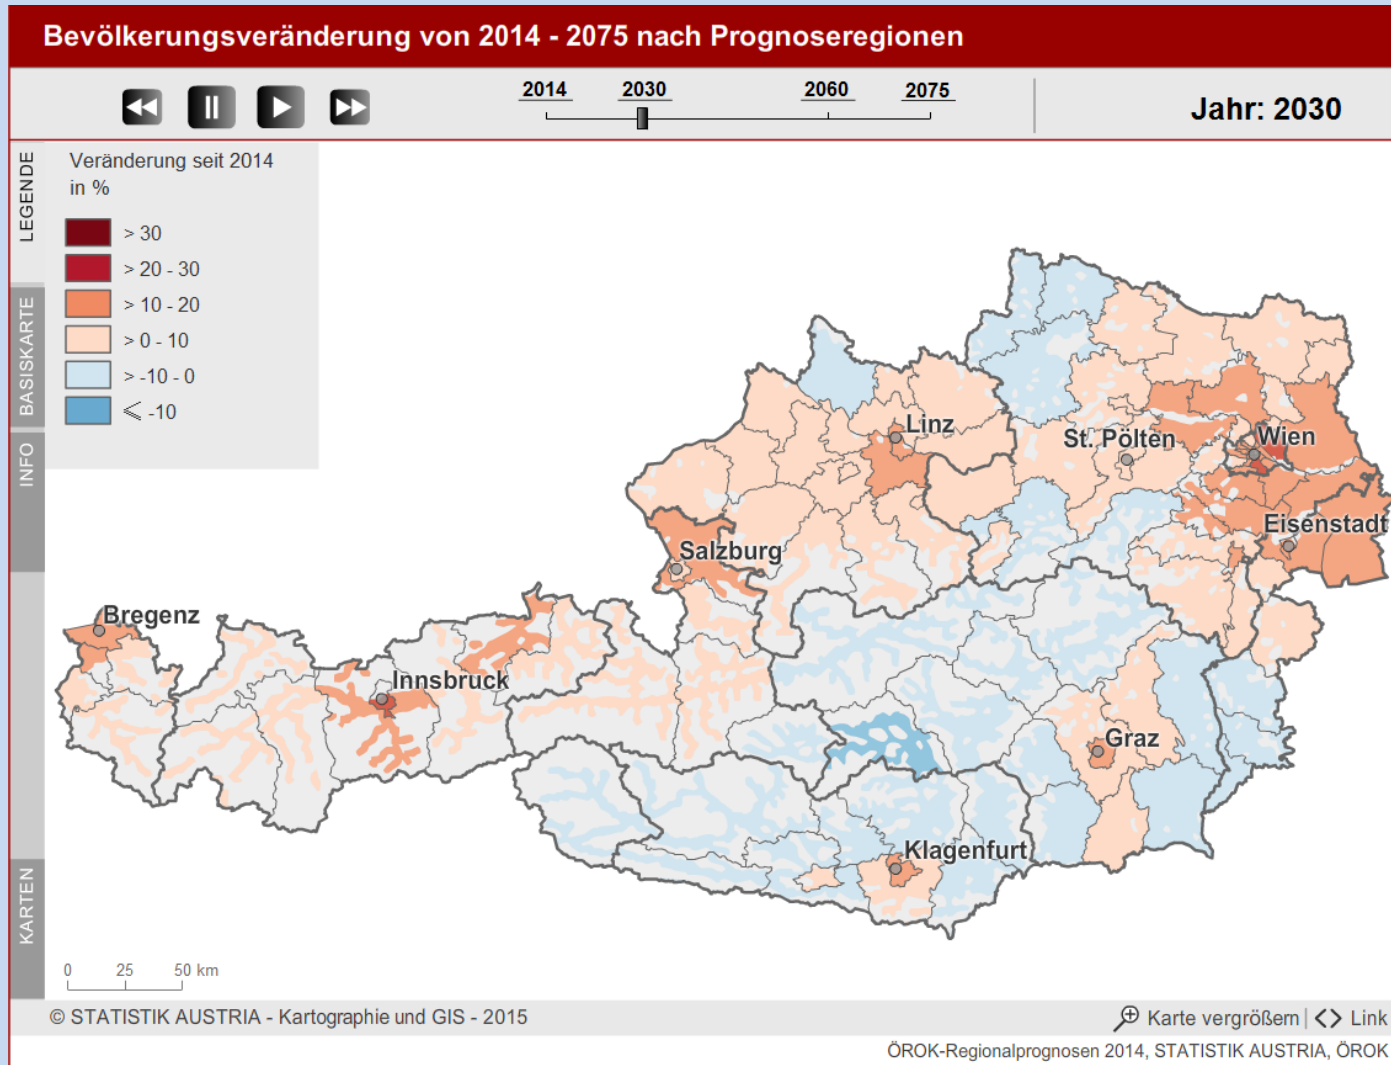 Bevölkerungsveränderung von 2014 - 2075 nach Prognoseregionen
2014 2030 2060 2075
Jahr: 2030
LEGENDE
BASISKARTE
INFO
KARTEN
Veränderung seit 2014
in %
> 30
> 20 - 30
> 10 - 20
> 0 - 10
> -10 - 0
⩽ -10
Linz
St. Pölten
Wien
Eisenstadt
Salzburg
Bregenz
Innsbruck
Graz
Klagenfurt
0 25 50 km
© STATISTIK AUSTRIA - Kartographie und GIS - 2015
Karte vergrößern | <> Link
ÖROK-Regionalprognosen 2014, STATISTIK AUSTRIA, ÖROK